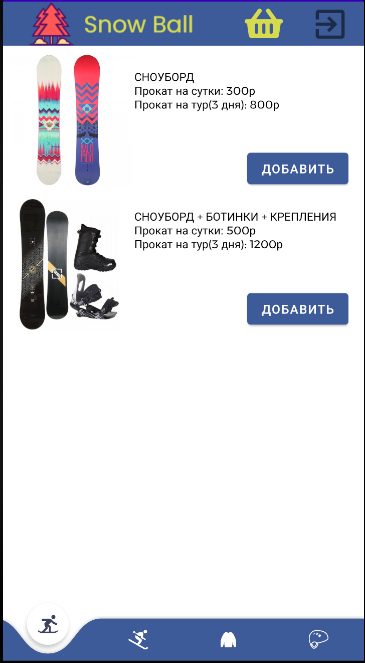 Snow Ball
СНОУБОРД
Прокат на сутки: 300р
Прокат на тур(3 дня): 800р
ДОБАВИТЬ
СНОУБОРД + БОТИНКИ + КРЕПЛЕНИЯ
Прокат на сутки: 500р
Прокат на тур(3 дня): 1200р
ДОБАВИТЬ